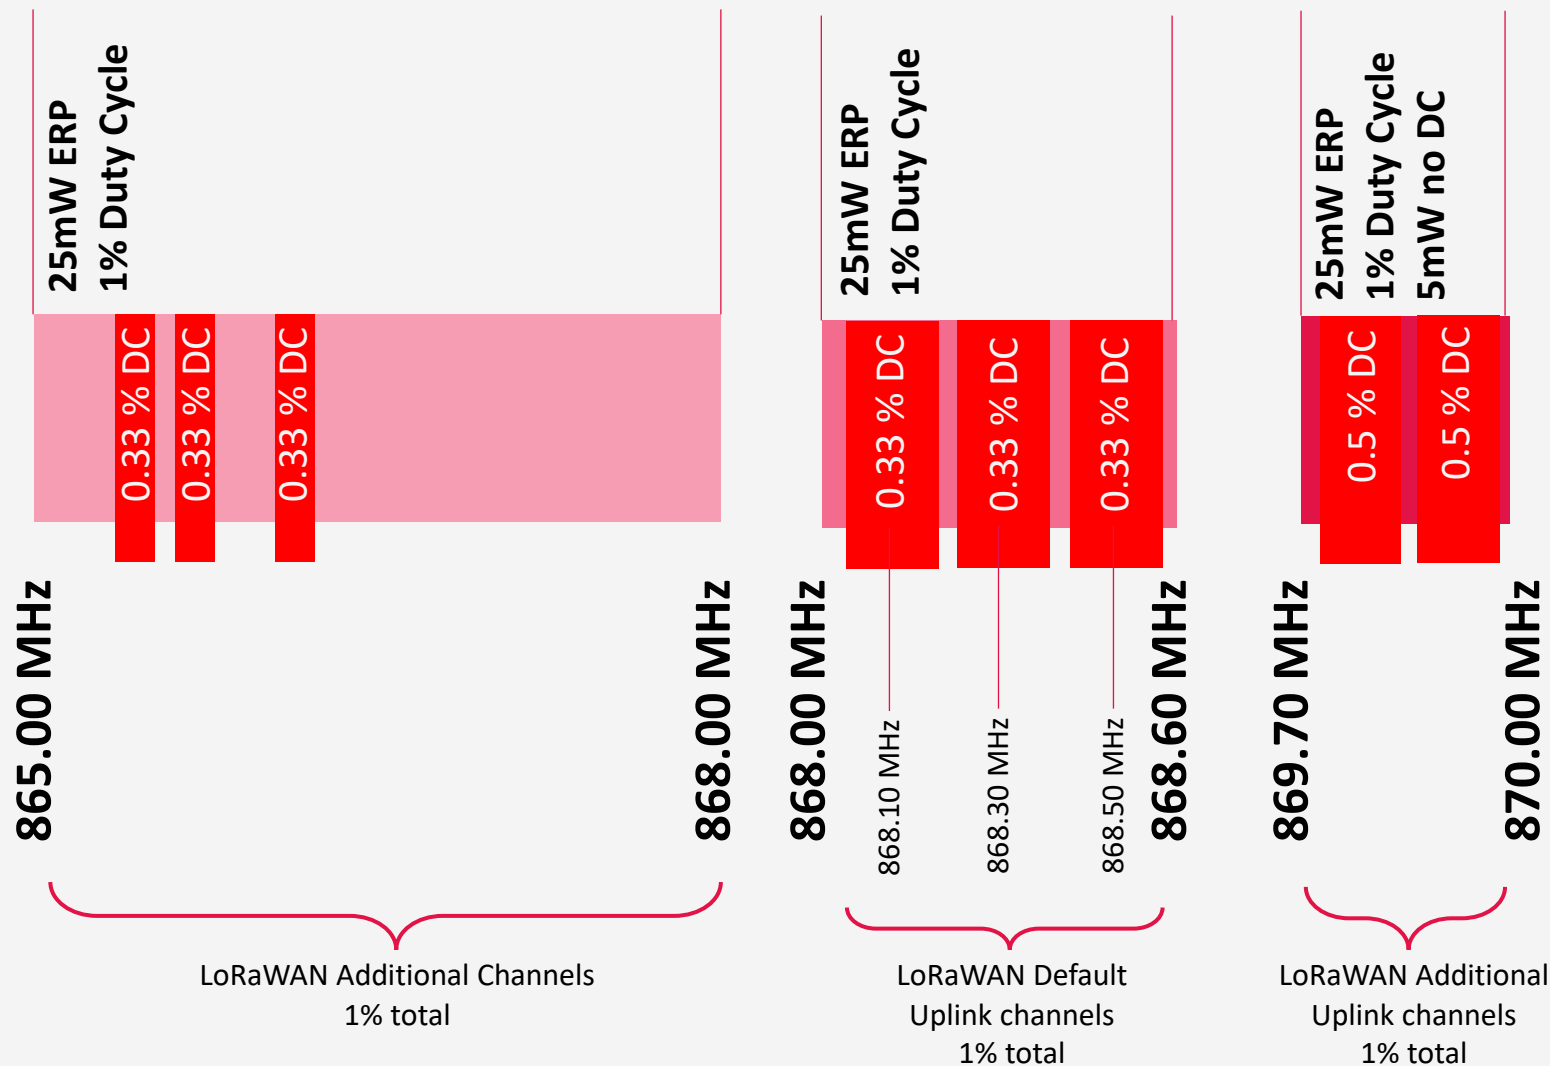 25mW ERP
1% Duty Cycle
0.33 % DC
0.33 % DC
0.33 % DC
865.00 MHz
868.00 MHz
LoRaWAN Additional Channels
1% total
25mW ERP
1% Duty Cycle
0.33 % DC
0.33 % DC
0.33 % DC
868.00 MHz
868.10 MHz
868.30 MHz
868.50 MHz
868.60 MHz
LoRaWAN Default
Uplink channels
1% total
25mW ERP
1% Duty Cycle
5mW no DC
0.5 % DC
0.5 % DC
869.70 MHz
870.00 MHz
LoRaWAN Additional
Uplink channels
1% total